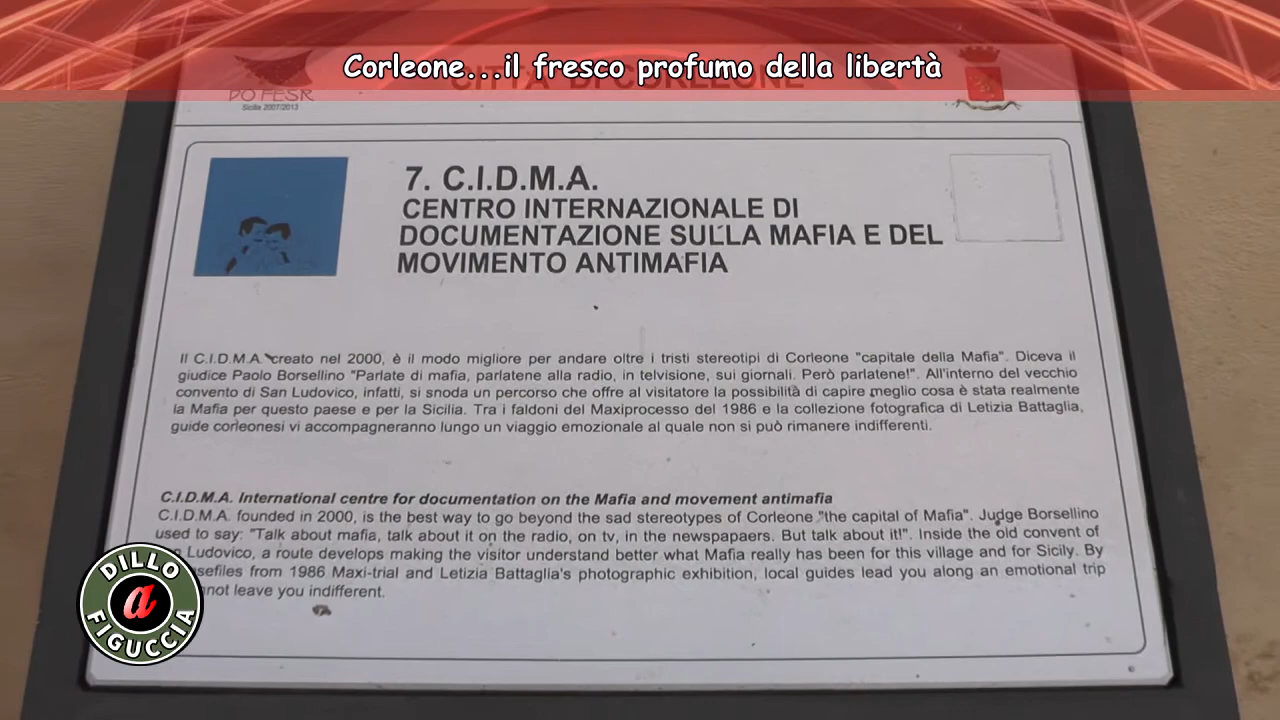 Corleone...il fresco profumo della libertà
CITTA' DI CORLEONE
PO FESR
Sicilia 2007/2013
7. C.I.D.M.A.
CENTRO INTERNAZIONALE DI
DOCUMENTAZIONE SULLA MAFIA E DEL
MOVIMENTO ANTIMAFIA
Il C.I.D.M.A. creato nel 2000, è il modo migliore per andare oltre i tristi stereotipi di Corleone "capitale della Mafia". Diceva il
giudice Paolo Borsellino "Parlate di mafia, parlatene alla radio, in telvisione, sui giornali. Però parlatene!". All'interno del vecchio
convento di San Ludovico, infatti, si snoda un percorso che offre al visitatore la possibilità di capire meglio cosa è stata realmente
la Mafia per questo paese e per la Sicilia. Tra i faldoni del Maxiprocesso del 1986 e la collezione fotografica di Letizia Battaglia,
guide corleonesi vi accompagneranno lungo un viaggio emozionale al quale non si può rimanere indifferenti.
C.I.D.M.A. International centre for documentation on the Mafia and movement antimafia
C.I.D.M.A. founded in 2000, is the best way to go beyond the sad stereotypes of Corleone "the capital of Mafia". Judge Borsellino
used to say: "Talk about mafia, talk about it on the radio, on tv, in the newspapaers. But talk about it!". Inside the old convent of
Ludovico, a route develops making the visitor understand better what Mafia really has been for this village and for Sicily. By
from 1986 Maxi-trial and Letizia Battaglia's photographic exhibition, local guides lead you along an emotional trip
leave you indifferent.
DILLO
a
FIGUCCIA